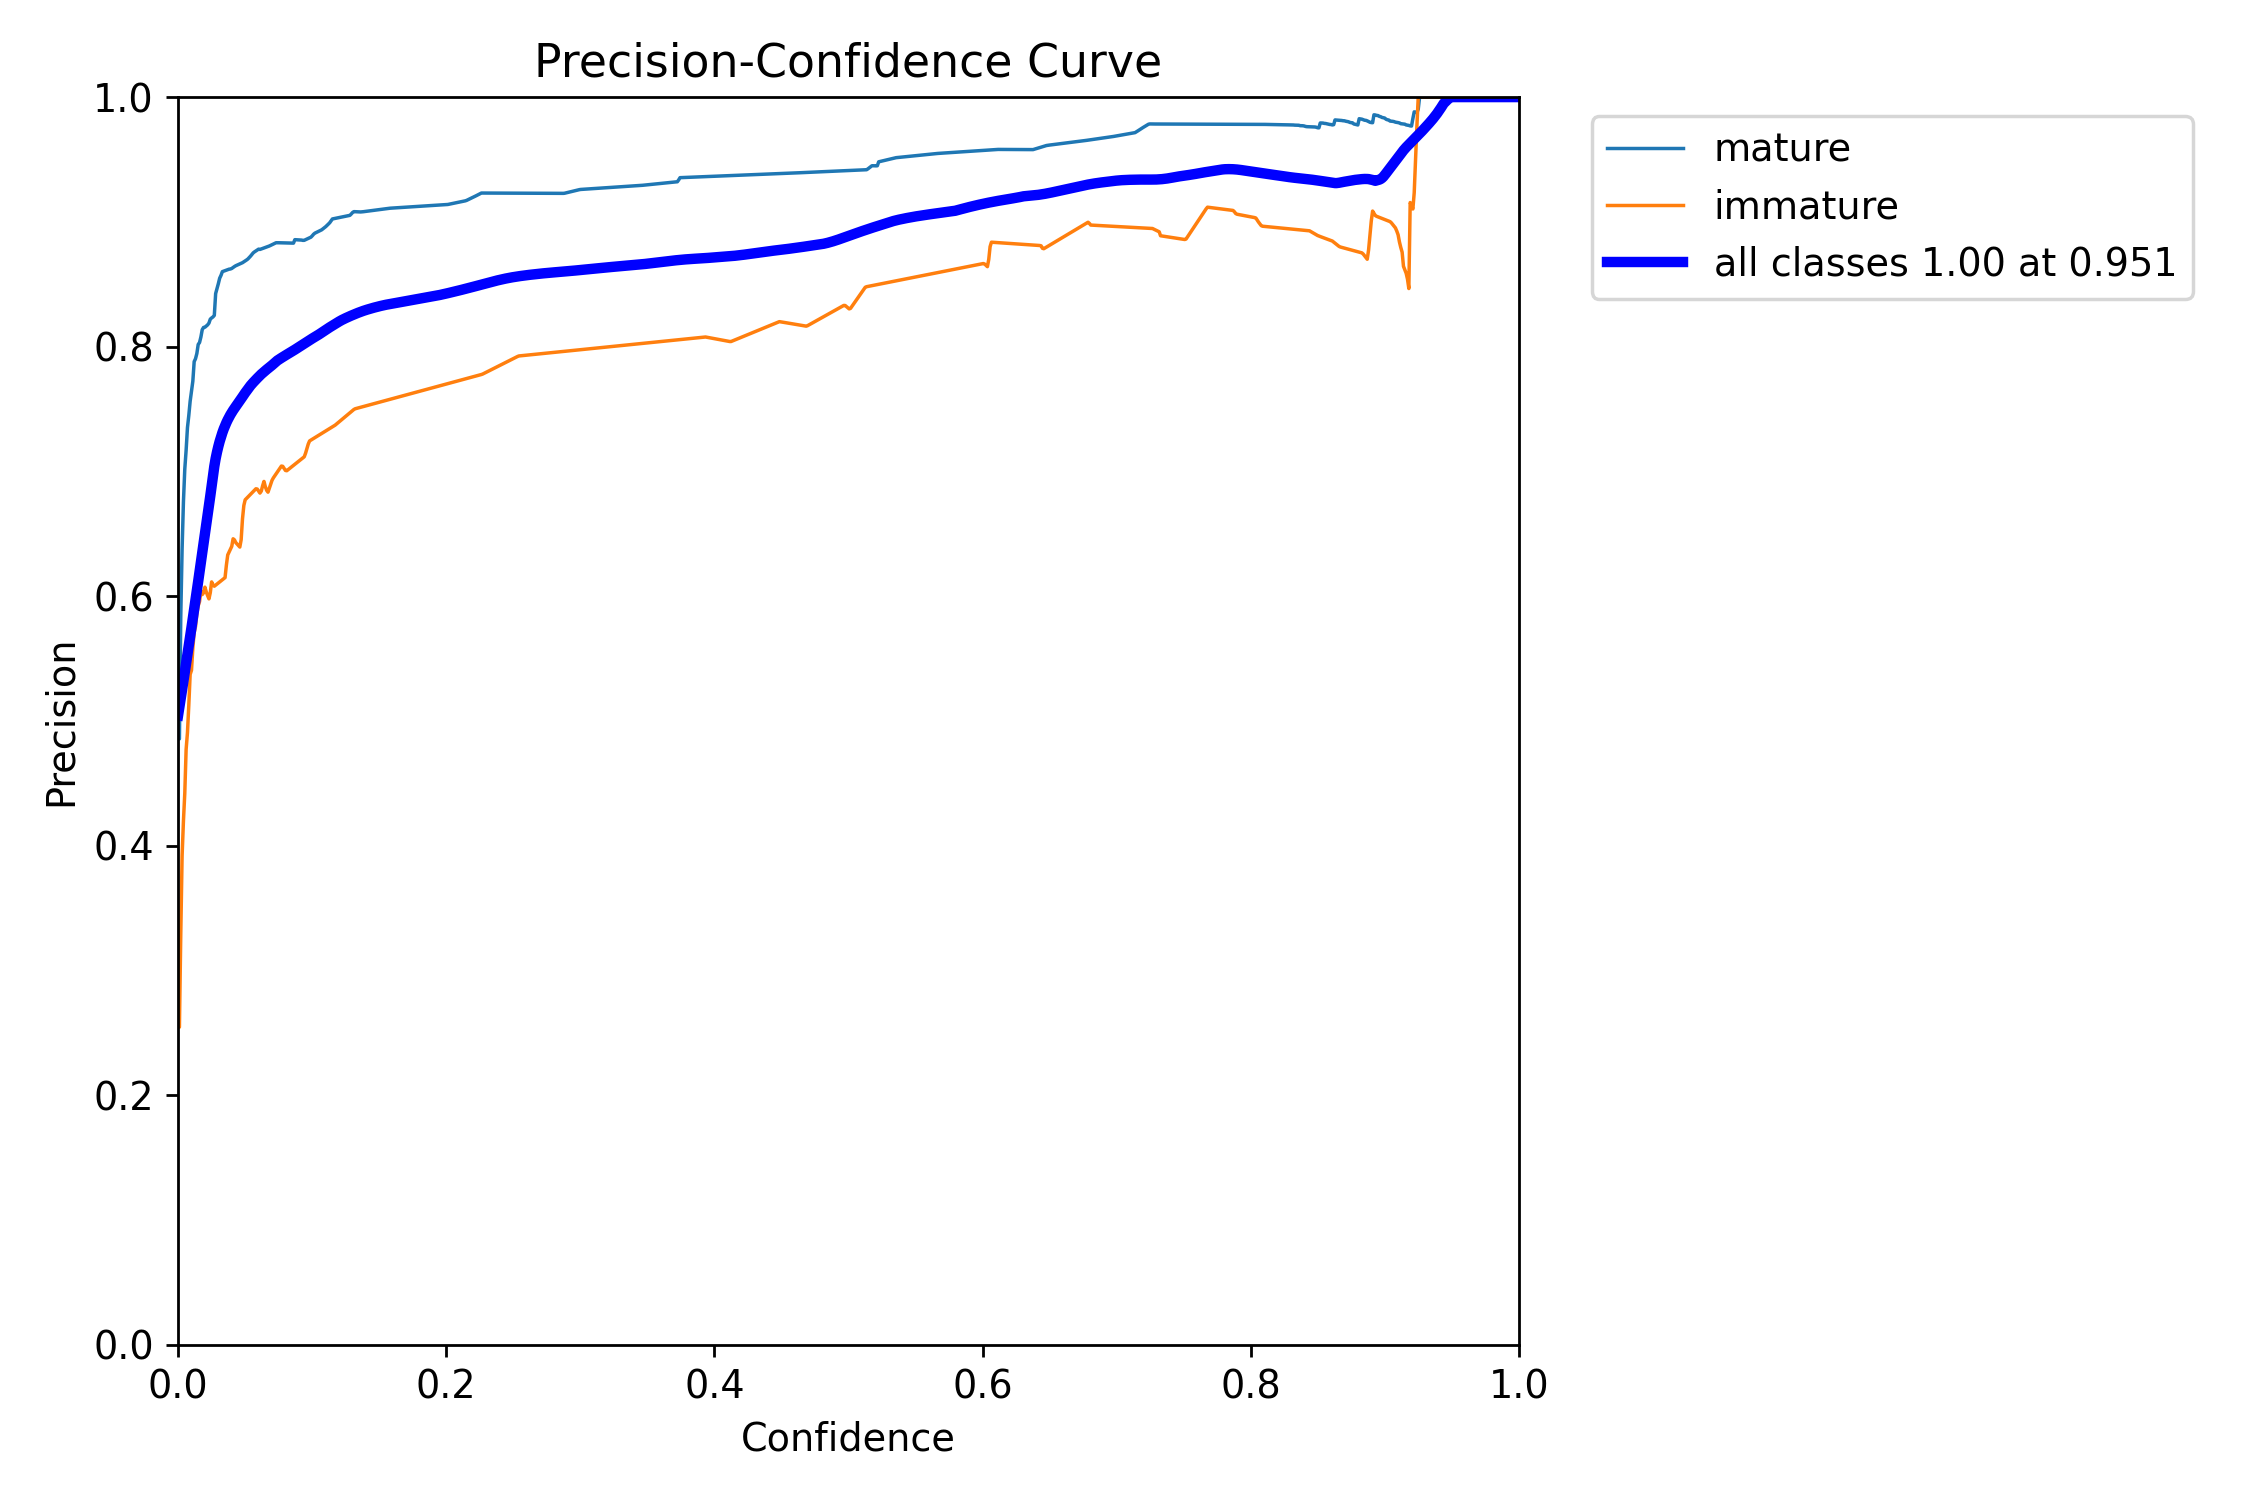 Precision-Confidence Curve
1.0
0.8
0.6
0.4
0.2
0.0
Precision
0.0 0.2 0.4 0.6 0.8 1.0
Confidence
mature
immature
all classes 1.00 at 0.951